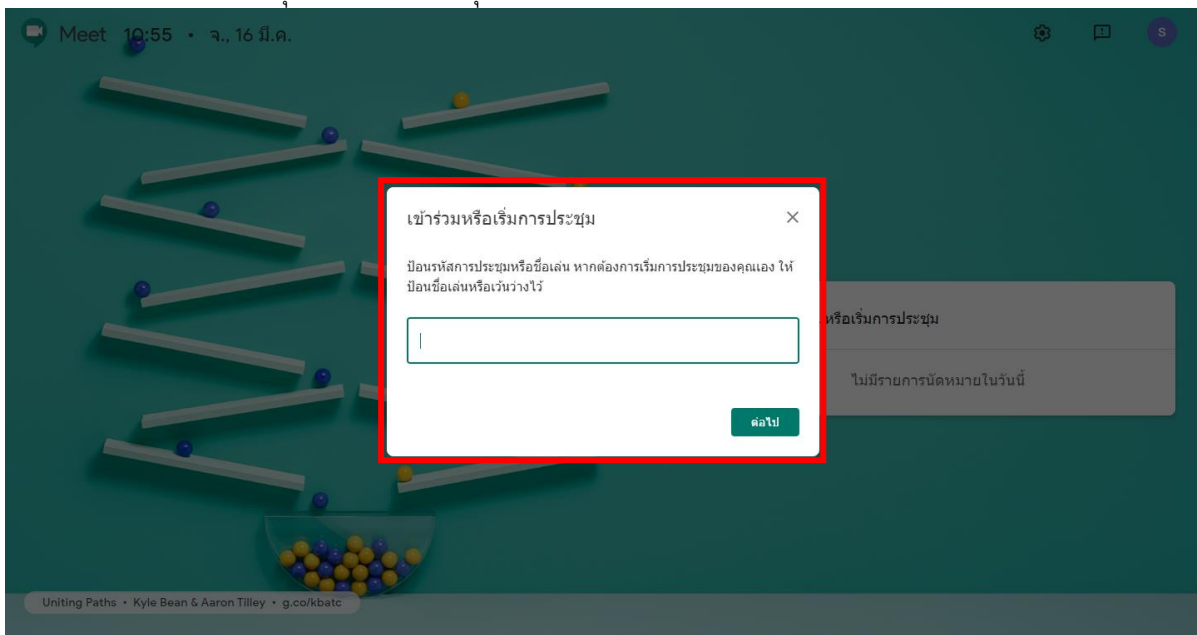 Meet 10:55 • จ., 16 มี.ค.
S
เข้าร่วมหรือเริ่มการประชุม
ป้อนรหัสการประชุมหรือชื่อเล่น หากต้องการเริ่มการประชุมของคุณเอง ให้
ป้อนชื่อเล่นหรือเว้นว่างไว้
หรือเริ่มการประชุม
ไม่มีรายการนัดหมายในวันนี้
ต่อไป
Uniting Paths • Kyle Bean & Aaron Tilley • g.co/kbatc